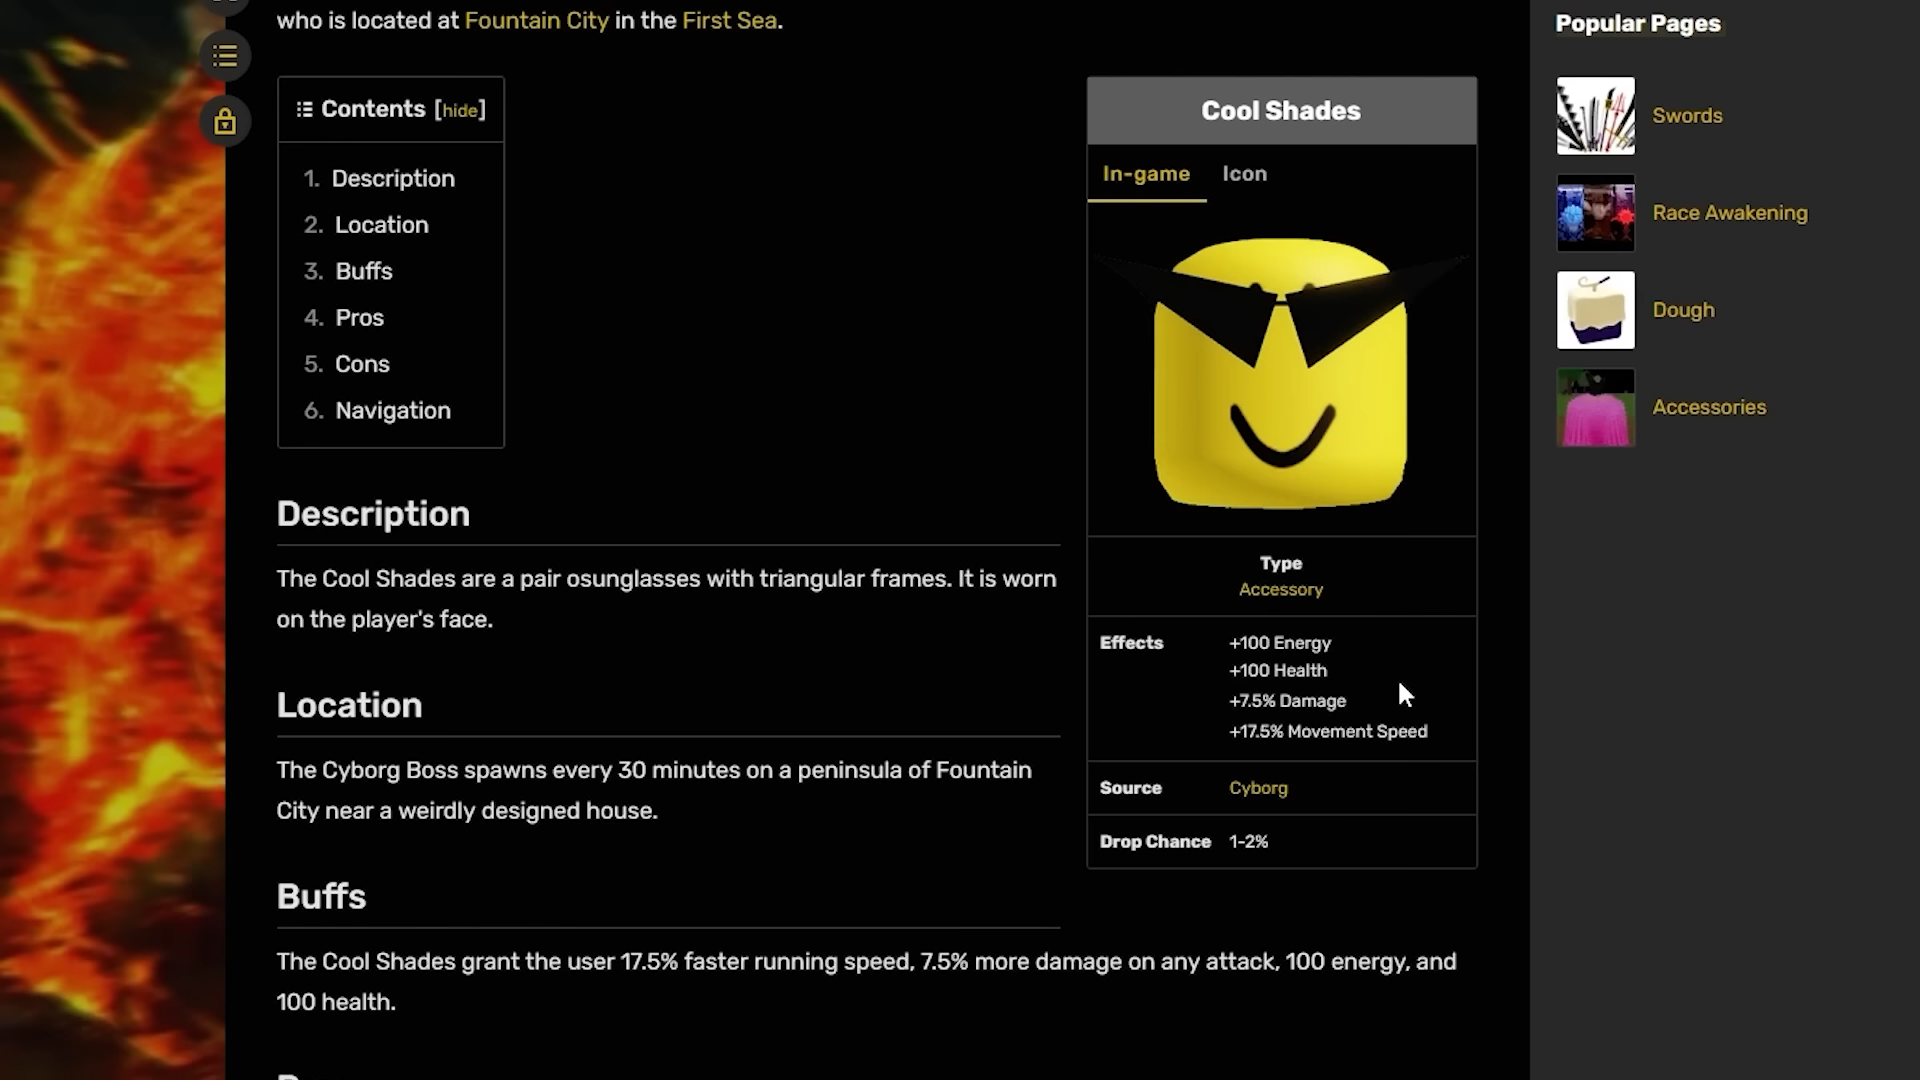 who is located at Fountain City in the First Sea.
Contents [hide]
1. Description
2. Location
3. Buffs
4. Pros
5. Cons
6. Navigation
Description
The Cool Shades are a pair osunglasses with triangular frames. It is worn
on the player's face.
Location
The Cyborg Boss spawns every 30 minutes on a peninsula of Fountain
City near a weirdly designed house.
Buffs
The Cool Shades grant the user 17.5% faster running speed, 7.5% more damage on any attack, 100 energy, and
100 health.
Cool Shades
In-game Icon
Type
Accessory
Effects +100 Energy
+100 Health
+7.5% Damage
+17.5% Movement Speed
Source Cyborg
Drop Chance 1-2%
Popular Pages
Swords
Race Awakening
Dough
Accessories